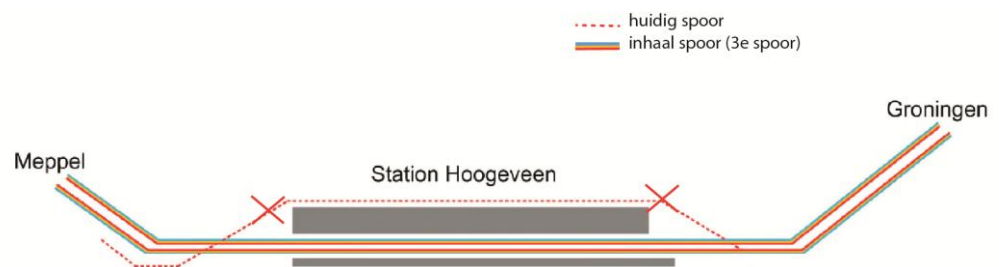 huidig spoor
inhaal spoor (3e spoor)
Groningen
Meppel
Station Hoogeveen